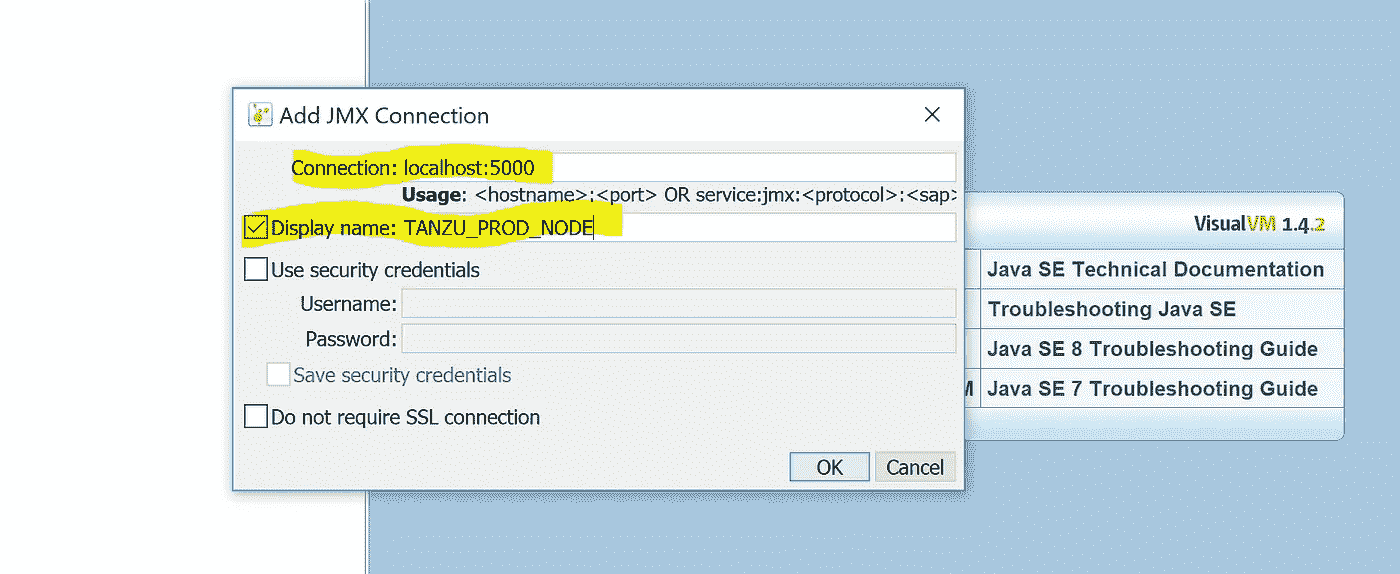 Add JMX Connection
Connection: localhost:5000
Usage: <hostname>:<port> OR service:jmx:<protocol>:<sap>
Display name: TANZU_PROD_NODE
Use security credentials
Username:
Password:
Save security credentials
Do not require SSL connection
OK Cancel
VisualVM 1.4.2
Java SE Technical Documentation
Troubleshooting Java SE
Java SE 8 Troubleshooting Guide
M Java SE 7 Troubleshooting Guide